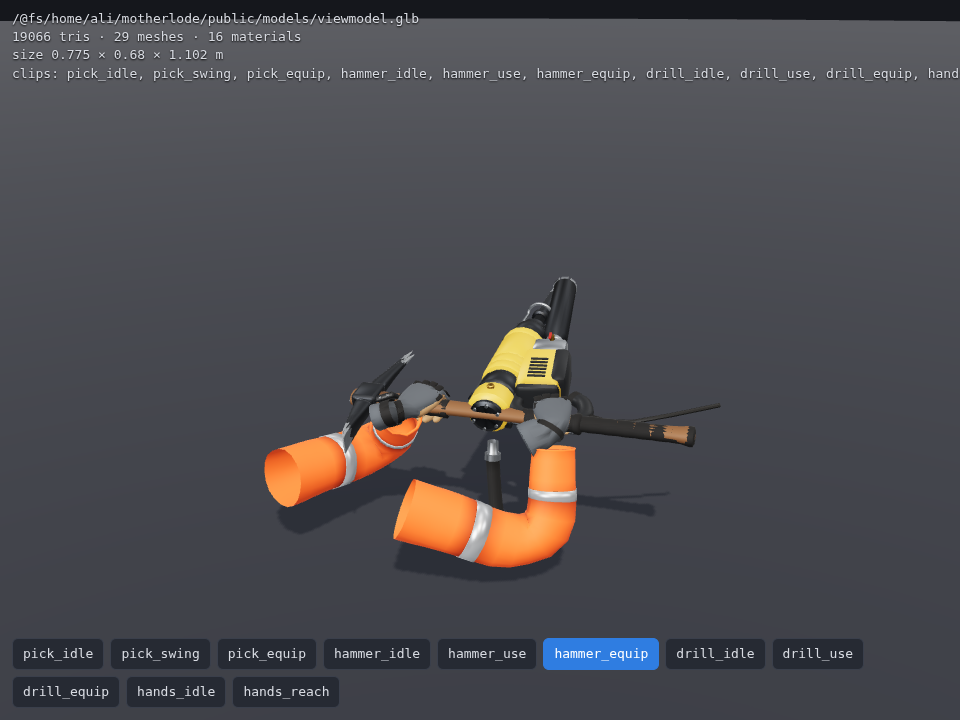 /@fs/home/ali/motherlode/public/models/viewmodel.glb
19066 tris · 29 meshes · 16 materials
size 0.775 × 0.68 × 1.102 m
clips: pick_idle, pick_swing, pick_equip, hammer_idle, hammer_use, hammer_equip, drill_idle, drill_use, drill_equip, hand
pick_idle pick_swing pick_equip hammer_idle hammer_use hammer_equip drill_idle drill_use
drill_equip hands_idle hands_reach